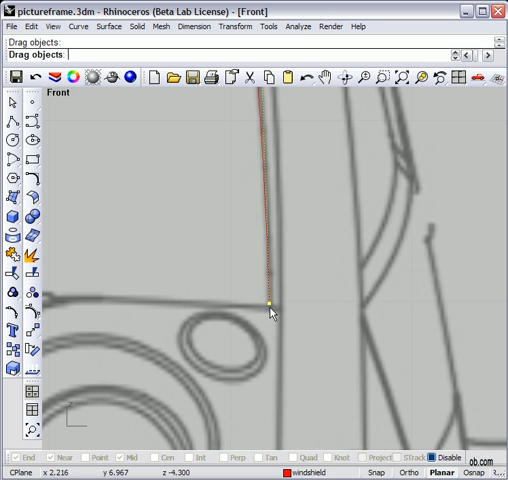 pictureframe.3dm - Rhinoceros (Beta Lab License) - [Front]
File Edit View Curve Surface Solid Mesh Dimension Transform Tools Analyze Render Help
Drag objects:
Drag objects:
Front
z
End Near Point Mid Cen Int Perp Tan Quad Knot Project STrack Disable
ob.com
CPlane x 2.216 y 6.967 z -4.300 windshield Snap Ortho Planar Osnap